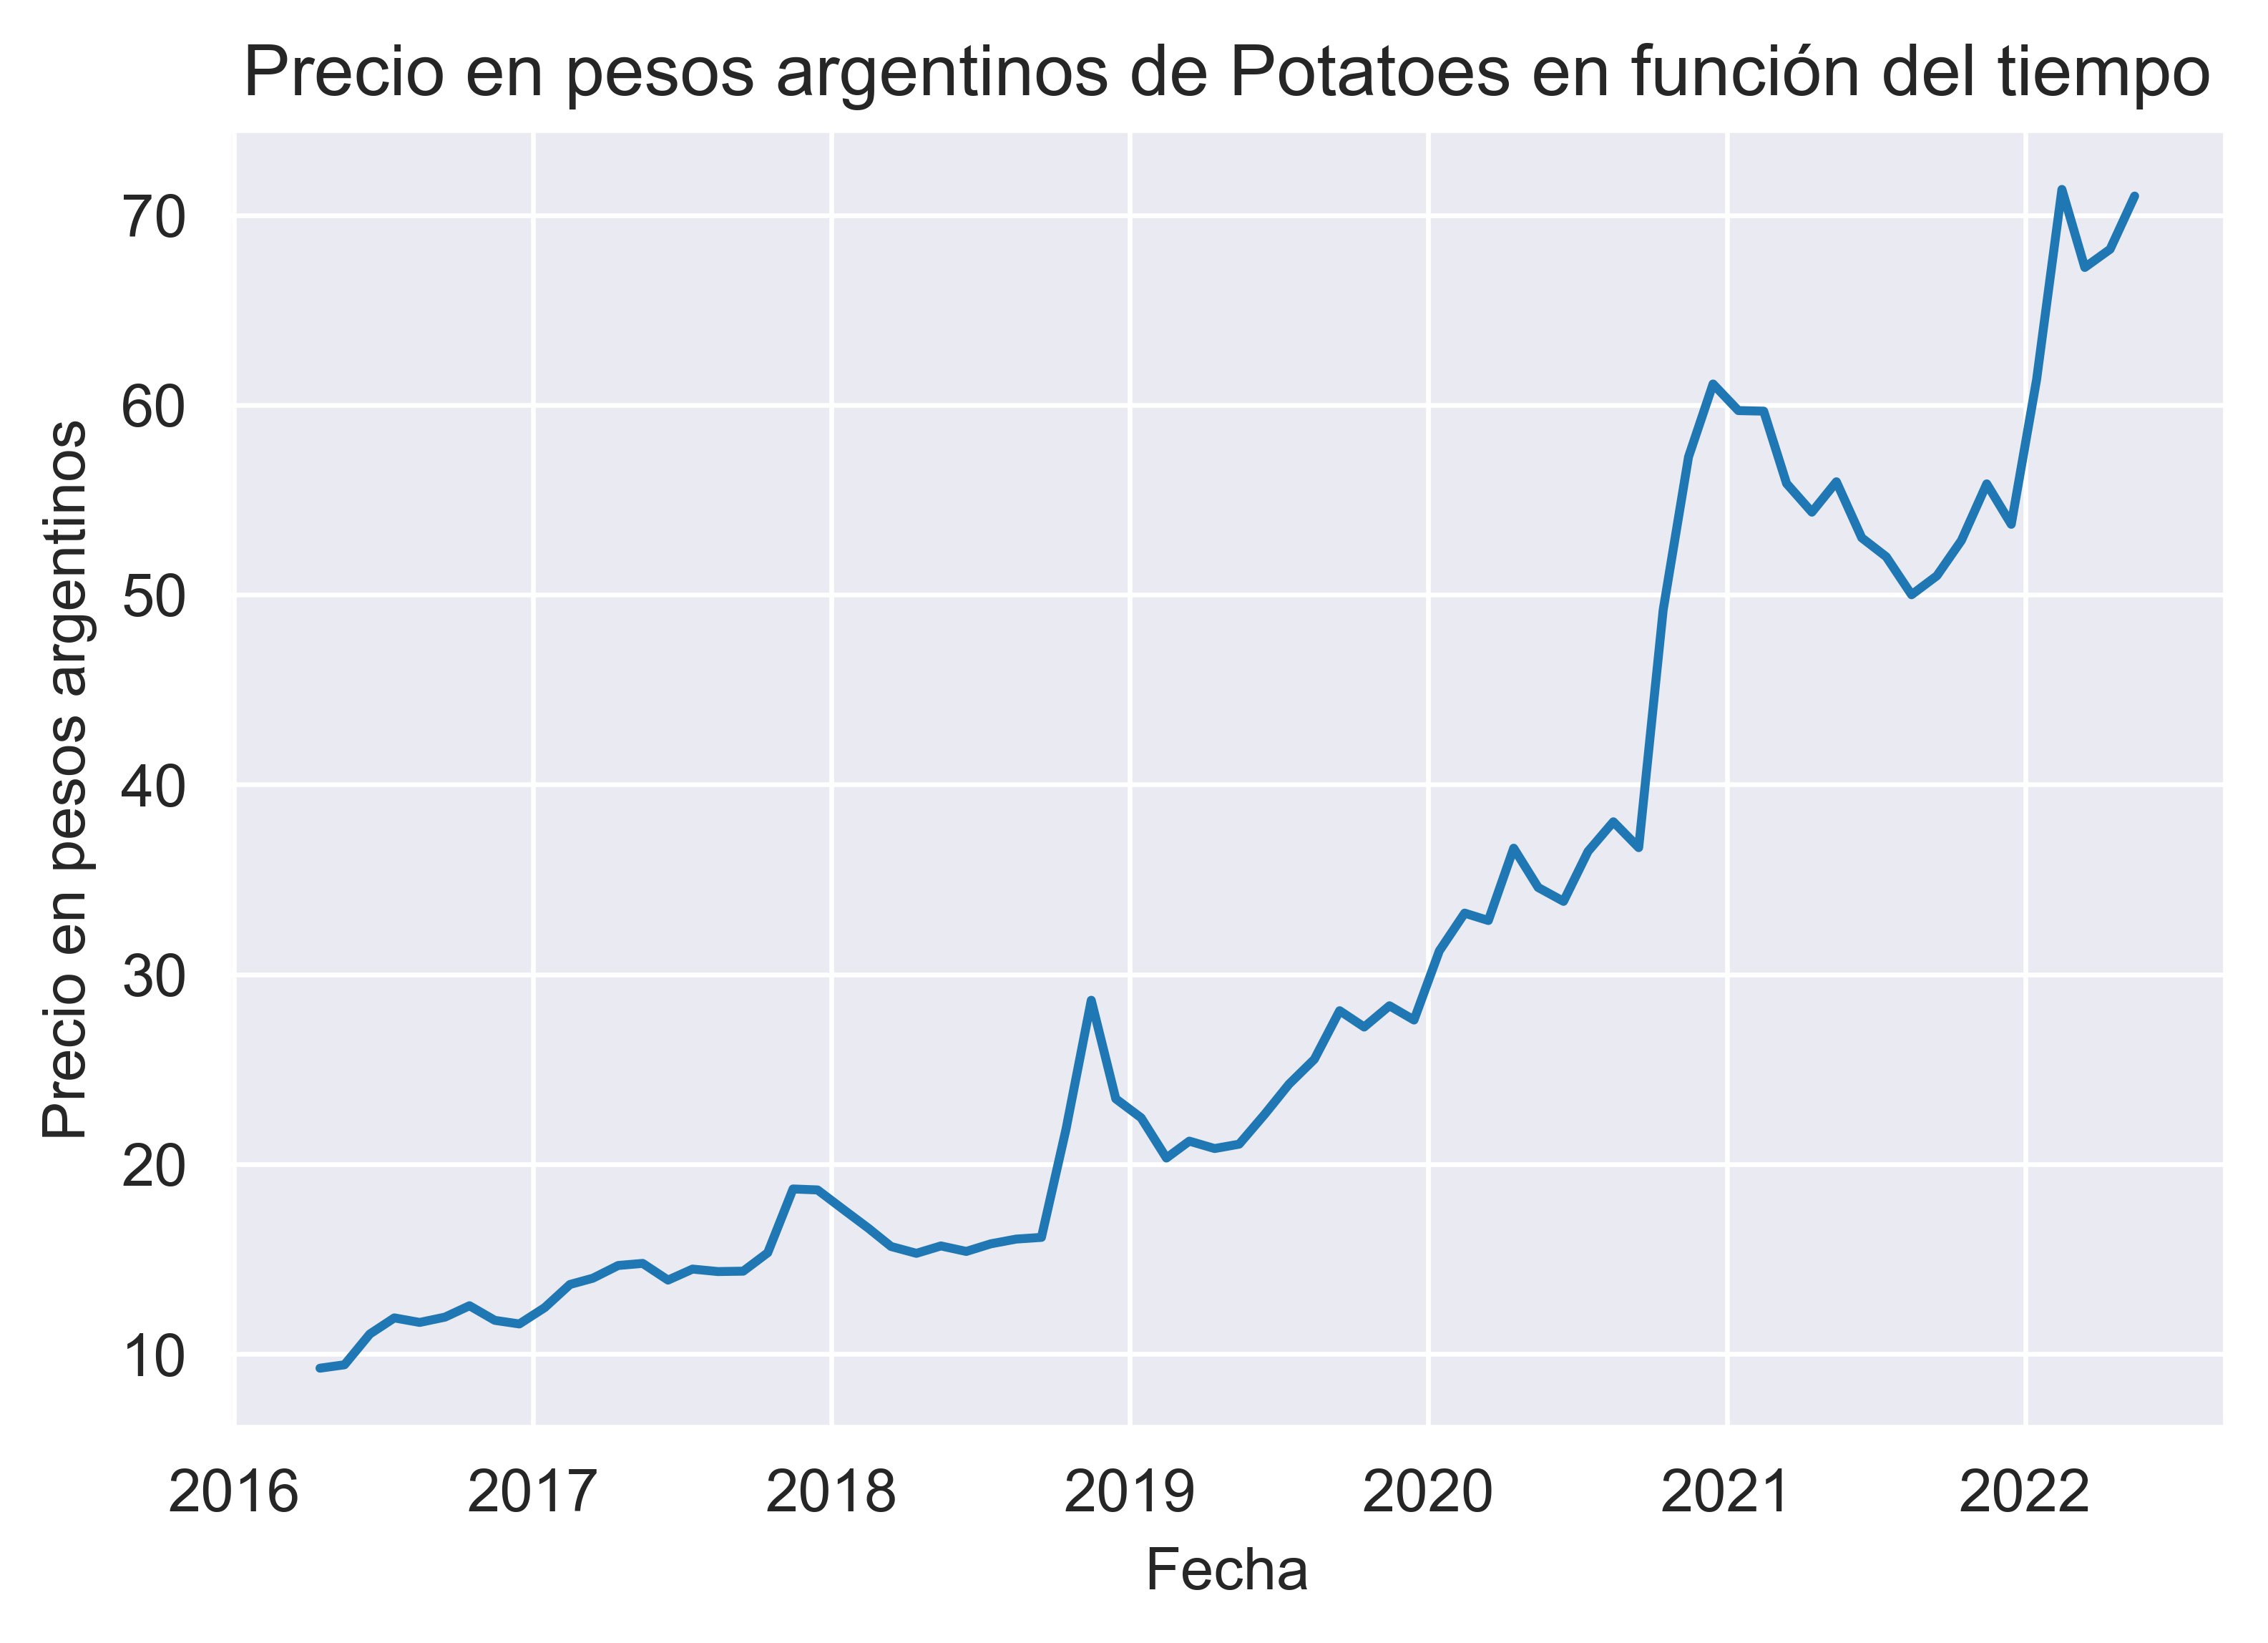 Precio en pesos argentinos de Potatoes en función del tiempo
Precio en pesos argentinos
70
60
50
40
30
20
10
2016 2017 2018 2019 2020 2021 2022
Fecha